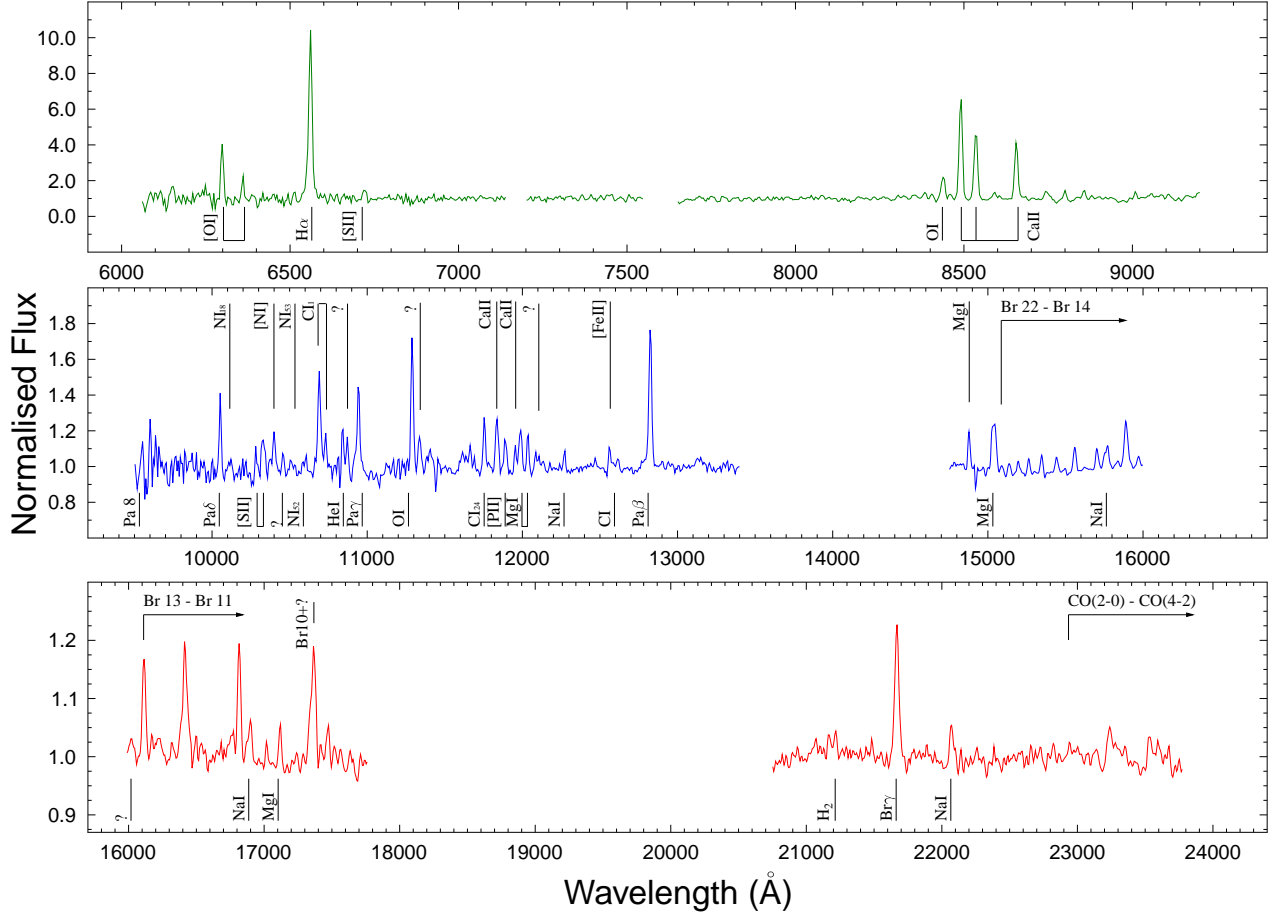 Normalised Flux
10.0
8.0
6.0
4.0
2.0
0.0
[OI]
Hα
[SII]
OI
CaII
6000 6500 7000 7500 8000 8500 9000
1.8
1.6
1.4
1.2
1.0
0.8
NI₁₈
[NI]
NI₅₃
CI₁
?
?
CaII
CaII
?
[FeII]
MgI
Br 22 - Br 14
Pa 8
Paδ
[SII]
?
NI₅₂
HeI
Paγ
OI
CI₂₄
[PII]
MgI
NaI
CI
Paβ
MgI
NaI
10000 11000 12000 13000 14000 15000 16000
1.2
1.1
1.0
0.9
Br 13 - Br 11
Br10+?
CO(2-0) - CO(4-2)
?
NaI
MgI
H₂
Brγ
NaI
16000 17000 18000 19000 20000 21000 22000 23000 24000
Wavelength (Å)